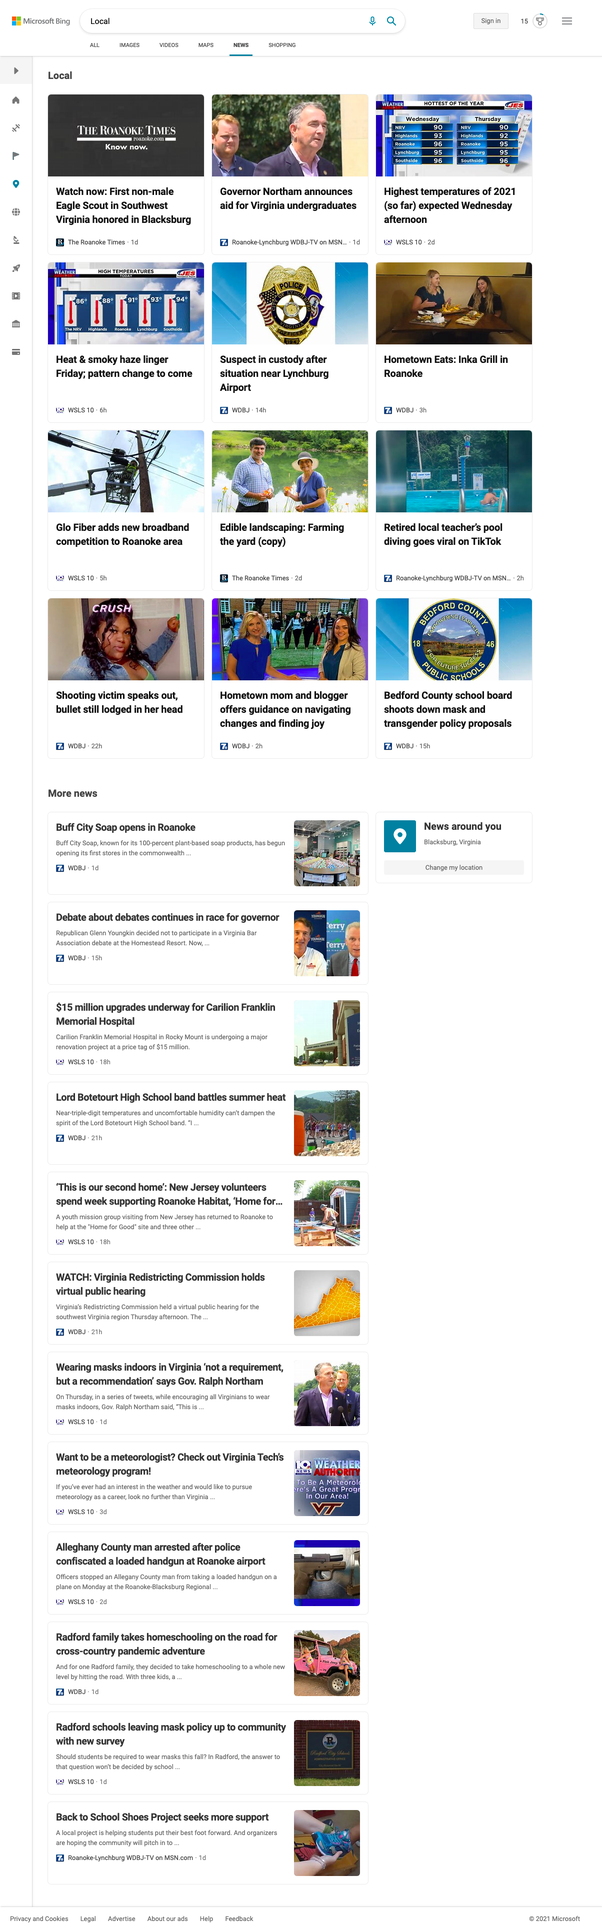 Microsoft Bing
Local
Sign in
15
ALL
IMAGES
VIDEOS
MAPS
NEWS
SHOPPING
Local
THE ROANOKE TIMES
roanoke.com
Know now.
Watch now: First non-male
Eagle Scout in Southwest
Virginia honored in Blacksburg
The Roanoke Times · 1d
Governor Northam announces
aid for Virginia undergraduates
Roanoke-Lynchburg WDBJ-TV on MSN... · 1d
WEATHER
HOTTEST OF THE YEAR
JES
Wednesday
Thursday
NRV 90
Highlands 93
Roanoke 96
Lynchburg 95
Southside 96
NRV 90
Highlands 92
Roanoke 95
Lynchburg 95
Southside 96
Highest temperatures of 2021
(so far) expected Wednesday
afternoon
WSLS 10 · 2d
WEATHER
HIGH TEMPERATURES
TODAY
JES
86° 88° 91° 93° 94°
The NRV Highlands Roanoke Lynchburg Southside
Heat & smoky haze linger
Friday; pattern change to come
WSLS 10 · 6h
POLICE
Suspect in custody after
situation near Lynchburg
Airport
WDBJ · 14h
Hometown Eats: Inka Grill in
Roanoke
WDBJ · 3h
Glo Fiber adds new broadband
competition to Roanoke area
WSLS 10 · 5h
Edible landscaping: Farming
the yard (copy)
The Roanoke Times · 2d
Retired local teacher's pool
diving goes viral on TikTok
Roanoke-Lynchburg WDBJ-TV on MSN... · 2h
CRUSH
Shooting victim speaks out,
bullet still lodged in her head
WDBJ · 22h
Hometown mom and blogger
offers guidance on navigating
changes and finding joy
WDBJ · 2h
BEDFORD COUNTY
18 46
PUBLIC SCHOOLS
Bedford County school board
shoots down mask and
transgender policy proposals
WDBJ · 15h
More news
Buff City Soap opens in Roanoke
Buff City Soap, known for its 100-percent plant-based soap products, has begun
opening its first stores in the commonwealth ...
WDBJ · 1d
News around you
Blacksburg, Virginia
Change my location
Debate about debates continues in race for governor
Republican Glenn Youngkin decided not to participate in a Virginia Bar
Association debate at the Homestead Resort. Now, ...
WDBJ · 15h
Terry
$15 million upgrades underway for Carilion Franklin
Memorial Hospital
Carilion Franklin Memorial Hospital in Rocky Mount is undergoing a major
renovation project at a price tag of $15 million.
WSLS 10 · 18h
Lord Botetourt High School band battles summer heat
Near-triple-digit temperatures and uncomfortable humidity can't dampen the
spirit of the Lord Botetourt High School band. "I ...
WDBJ · 21h
'This is our second home': New Jersey volunteers
spend week supporting Roanoke Habitat, 'Home for...
A youth mission group visiting from New Jersey has returned to Roanoke to
help at the "Home for Good" site and three other ...
WSLS 10 · 18h
WATCH: Virginia Redistricting Commission holds
virtual public hearing
Virginia's Redistricting Commission held a virtual public hearing for the
southwest Virginia region Thursday afternoon. The ...
WDBJ · 21h
Wearing masks indoors in Virginia 'not a requirement,
but a recommendation' says Gov. Ralph Northam
On Thursday, in a series of tweets, while encouraging all Virginians to wear
masks indoors, Gov. Ralph Northam said, "This is ...
WSLS 10 · 1d
Want to be a meteorologist? Check out Virginia Tech's
meteorology program!
If you've ever had an interest in the weather and would like to pursue
meteorology as a career, look no further than Virginia ...
WSLS 10 · 3d
10 WEATHER
NEWS AUTHORITY
To Be A Meteorolo
re's A Great Progr
In Our Area!
VT
Alleghany County man arrested after police
confiscated a loaded handgun at Roanoke airport
Officers stopped an Allegany County man from taking a loaded handgun on a
plane on Monday at the Roanoke-Blacksburg Regional ...
WSLS 10 · 2d
Radford family takes homeschooling on the road for
cross-country pandemic adventure
And for one Radford family, they decided to take homeschooling to a whole new
level by hitting the road. With three kids, a ...
WDBJ · 1d
Radford schools leaving mask policy up to community
with new survey
Should students be required to wear masks this fall? In Radford, the answer to
that question won't be decided by school ...
WSLS 10 · 1d
Radford City Schools
Back to School Shoes Project seeks more support
A local project is helping students put their best foot forward. And organizers
are hoping the community will pitch in to ...
Roanoke-Lynchburg WDBJ-TV on MSN.com · 1d
Privacy and Cookies
Legal
Advertise
About our ads
Help
Feedback
© 2021 Microsoft